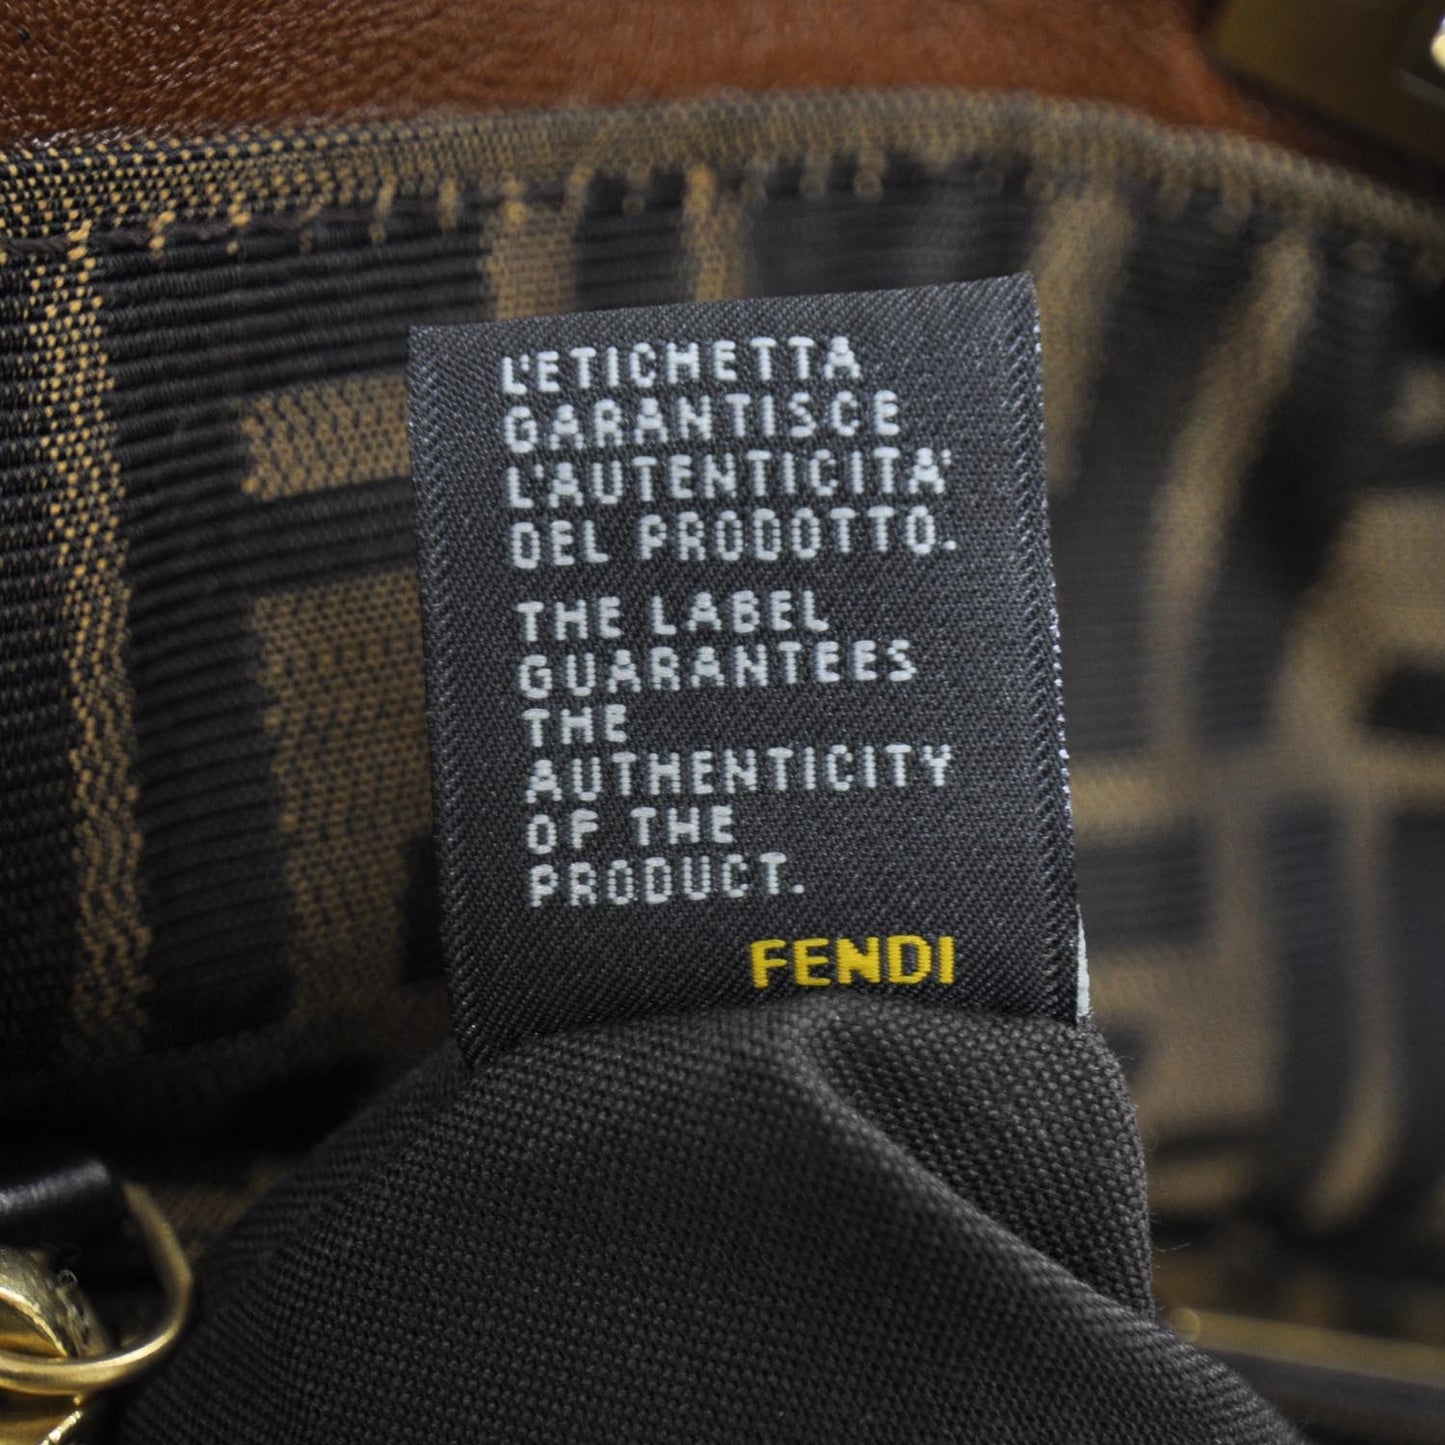 L'ETICHETTA
GARANTISCE
L'AUTENTICITA'
DEL PRODOTTO.
THE LABEL
GUARANTEES
THE
AUTHENTICITY
OF THE
PRODUCT.
FENDI